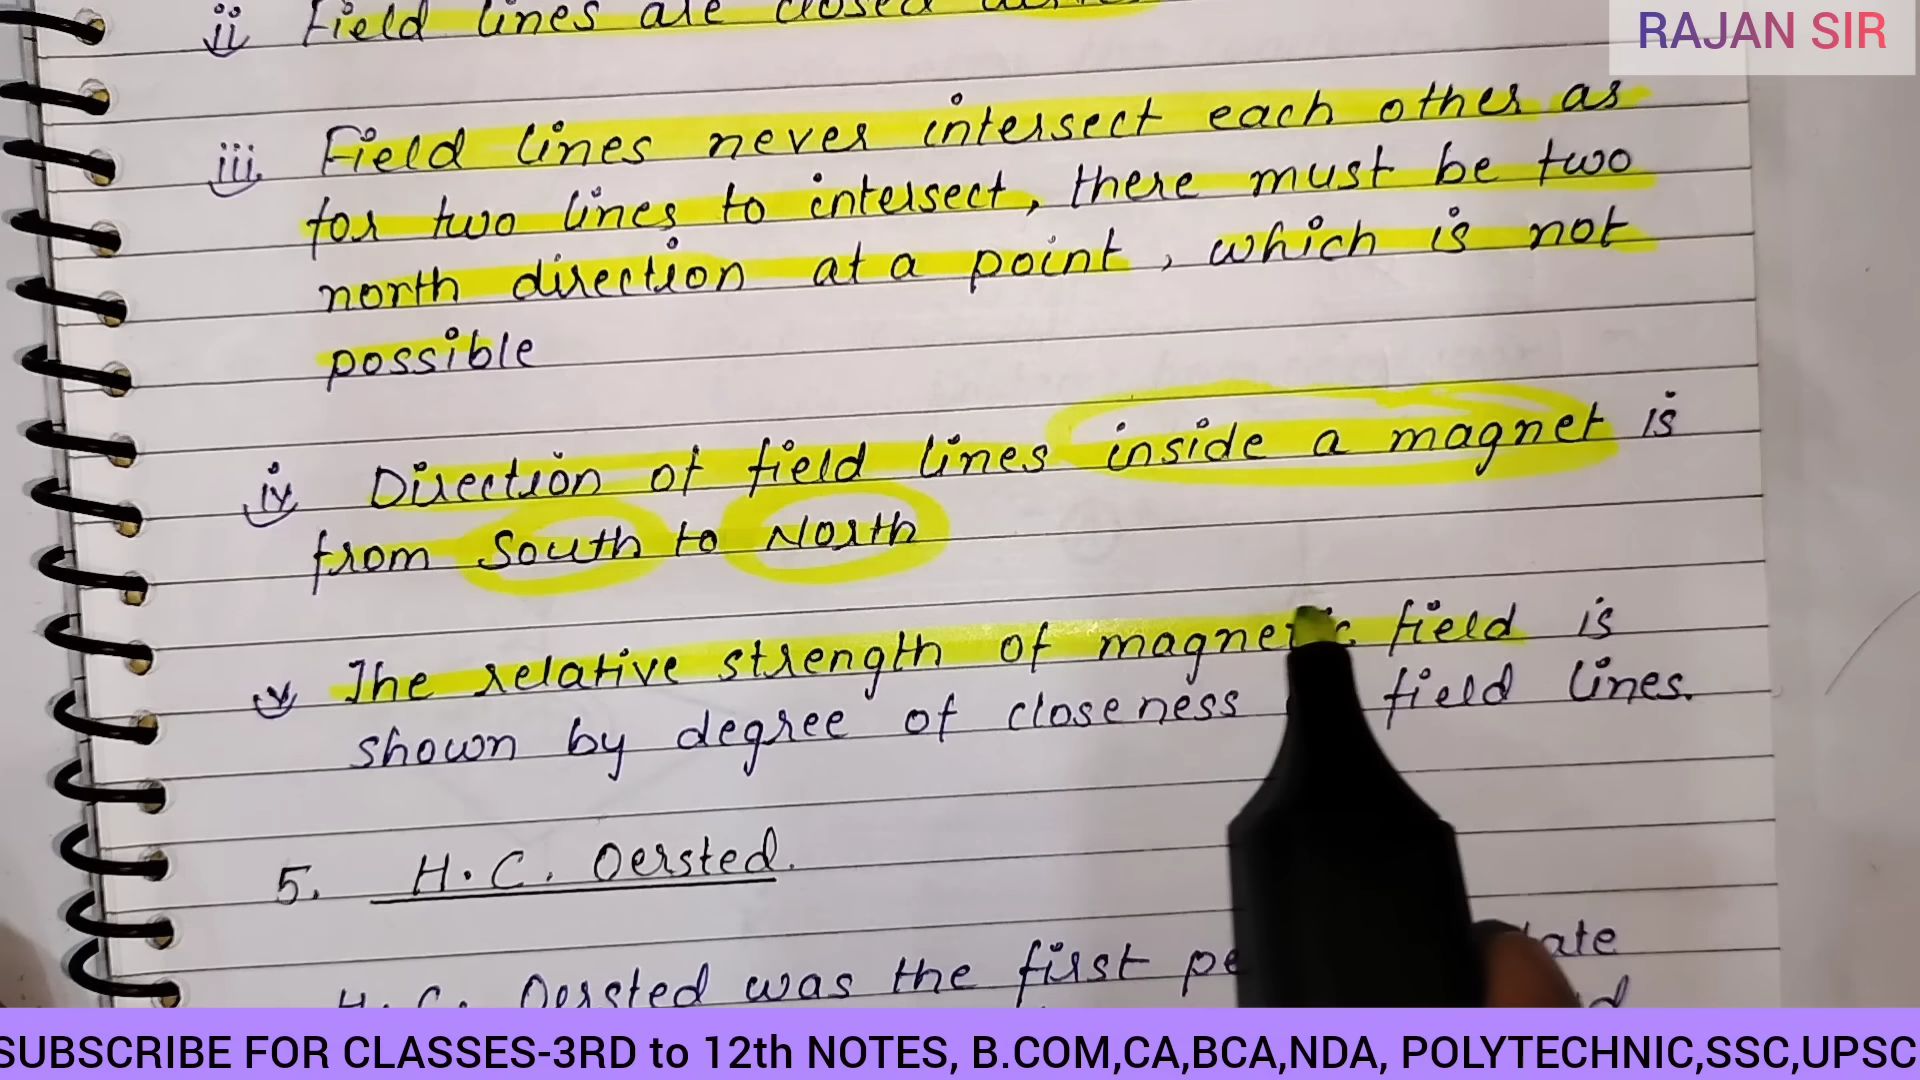 RAJAN SIR
ii Field lines are closed
iii. Field lines never intersect each other as
for two lines to intersect, there must be two
north direction at a point, which is not
possible
iv Direction of field lines inside a magnet is
from South to North
v The relative strength of magnetic field is
shown by degree of closeness field lines.
5. H.C. Oersted.
H.C. Oersted was the first
SUBSCRIBE FOR CLASSES-3RD to 12th NOTES, B.COM,CA,BCA,NDA, POLYTECHNIC,SSC,UPSC